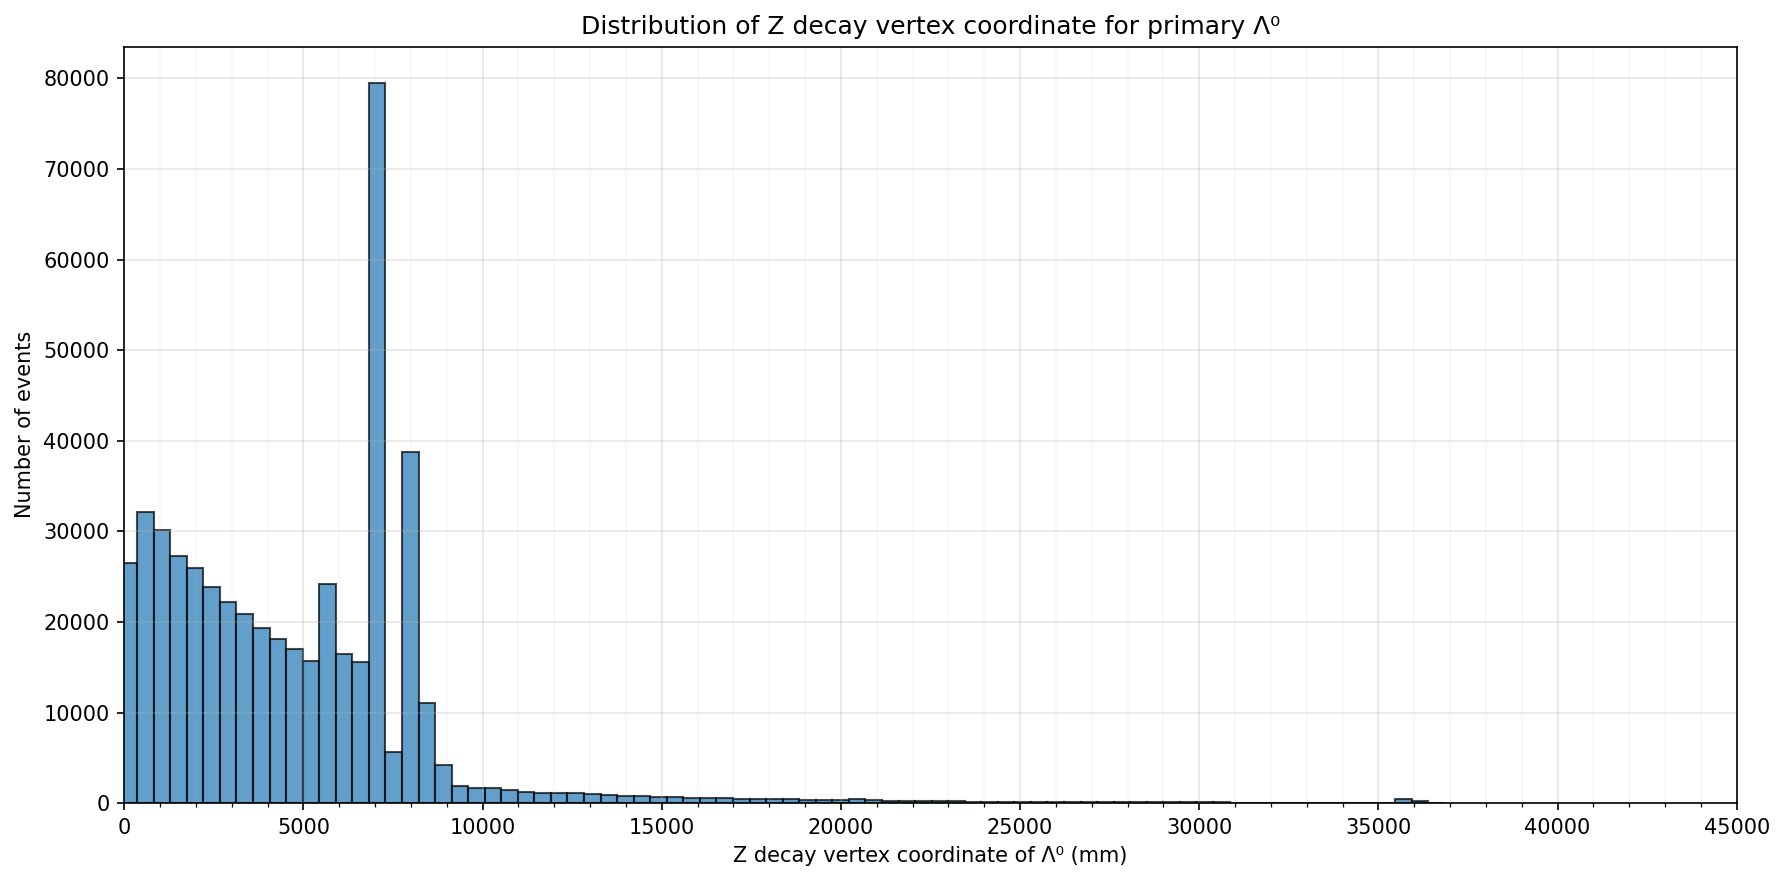 Distribution of Z decay vertex coordinate for primary Λ⁰
Number of events
80000
70000
60000
50000
40000
30000
20000
10000
0
0 5000 10000 15000 20000 25000 30000 35000 40000 45000
Z decay vertex coordinate of Λ⁰ (mm)